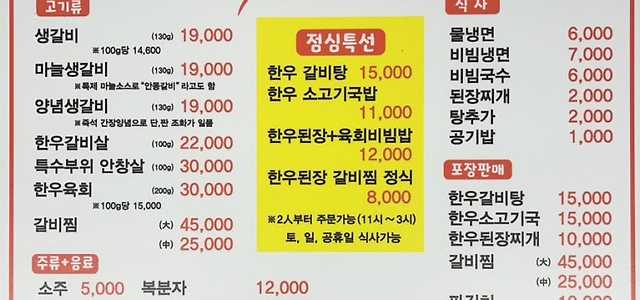 고기류
생갈비 (130g) 19,000
※100g당 14,600
마늘생갈비 (130g) 19,000
※특제 마늘소스로 "안동갈비" 라고도 함
양념생갈비 (130g) 19,000
※즉석 간장양념으로 단,짠 조화가 일품
한우갈비살 (100g) 22,000
특수부위 안창살 (100g) 30,000
한우육회 (200g) 30,000
※100g당 15,000
갈비찜 (大) 45,000
(中) 25,000
주류+음료
소주 5,000 복분자 12,000
점심특선
한우 갈비탕 15,000
한우 소고기국밥
11,000
한우된장+육회비빔밥
12,000
한우된장 갈비찜 정식
8,000
※2人부터 주문가능(11시~3시)
토, 일, 공휴일 식사가능
식 사
물냉면 6,000
비빔냉면 7,000
비빔국수 6,000
된장찌개 2,000
탕추가 2,000
공기밥 1,000
포장판매
한우갈비탕 15,000
한우소고기국 15,000
한우된장찌개 10,000
갈비찜 (大) 45,000
(中) 25,000